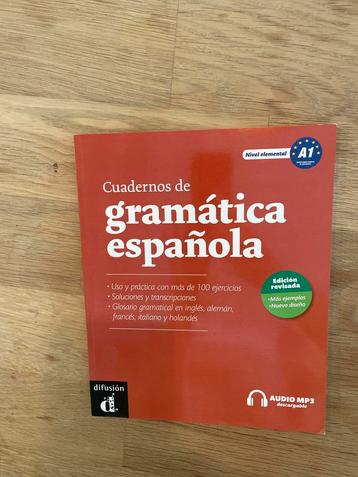 Nivel elemental
A1
Cuadernos de
gramática
española
• Uso y práctica con más de 100 ejercicios
• Soluciones y transcripciones
• Glosario gramatical en inglés, alemán,
francés, italiano y holandés
Edición
revisada
• Más ejemplos
• Nuevo diseño
difusión
AUDIO MP3
descargable